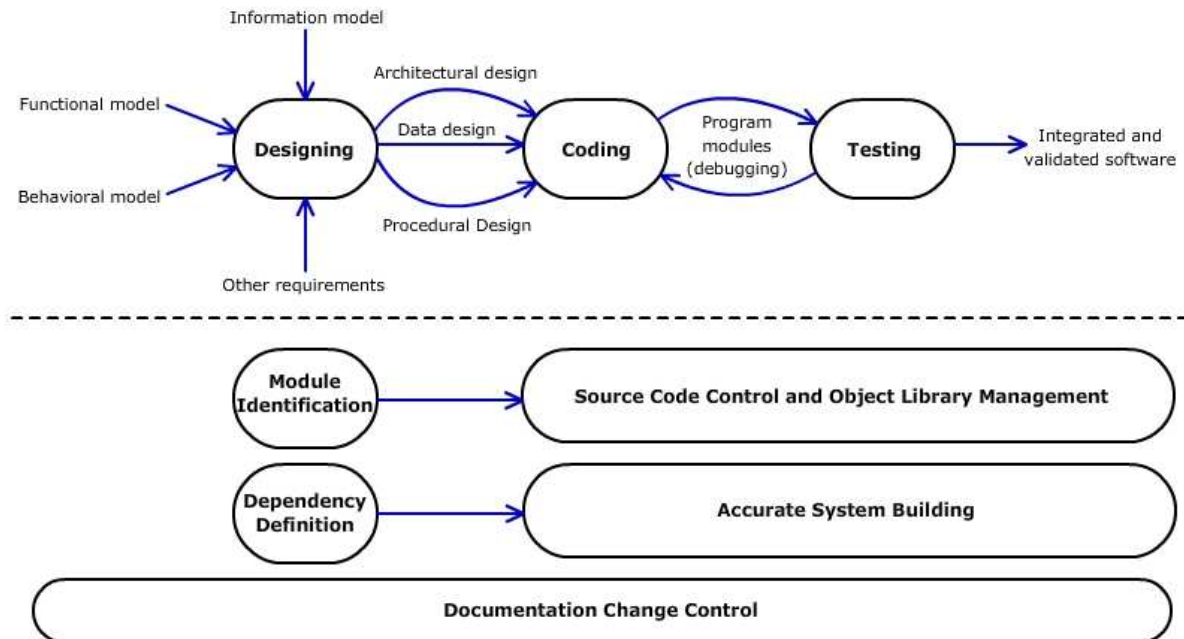 Information model
Architectural design
Functional model
Data design
Designing
Coding
Program
modules
(debugging)
Testing
Integrated and
validated software
Behavioral model
Procedural Design
Other requirements
Module
Identification
Source Code Control and Object Library Management
Dependency
Definition
Accurate System Building
Documentation Change Control